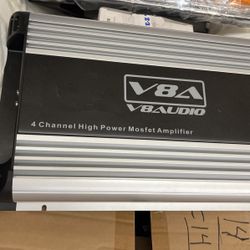 V8A
V8AUDIO
4 Channel High Power Mosfet Amplifier